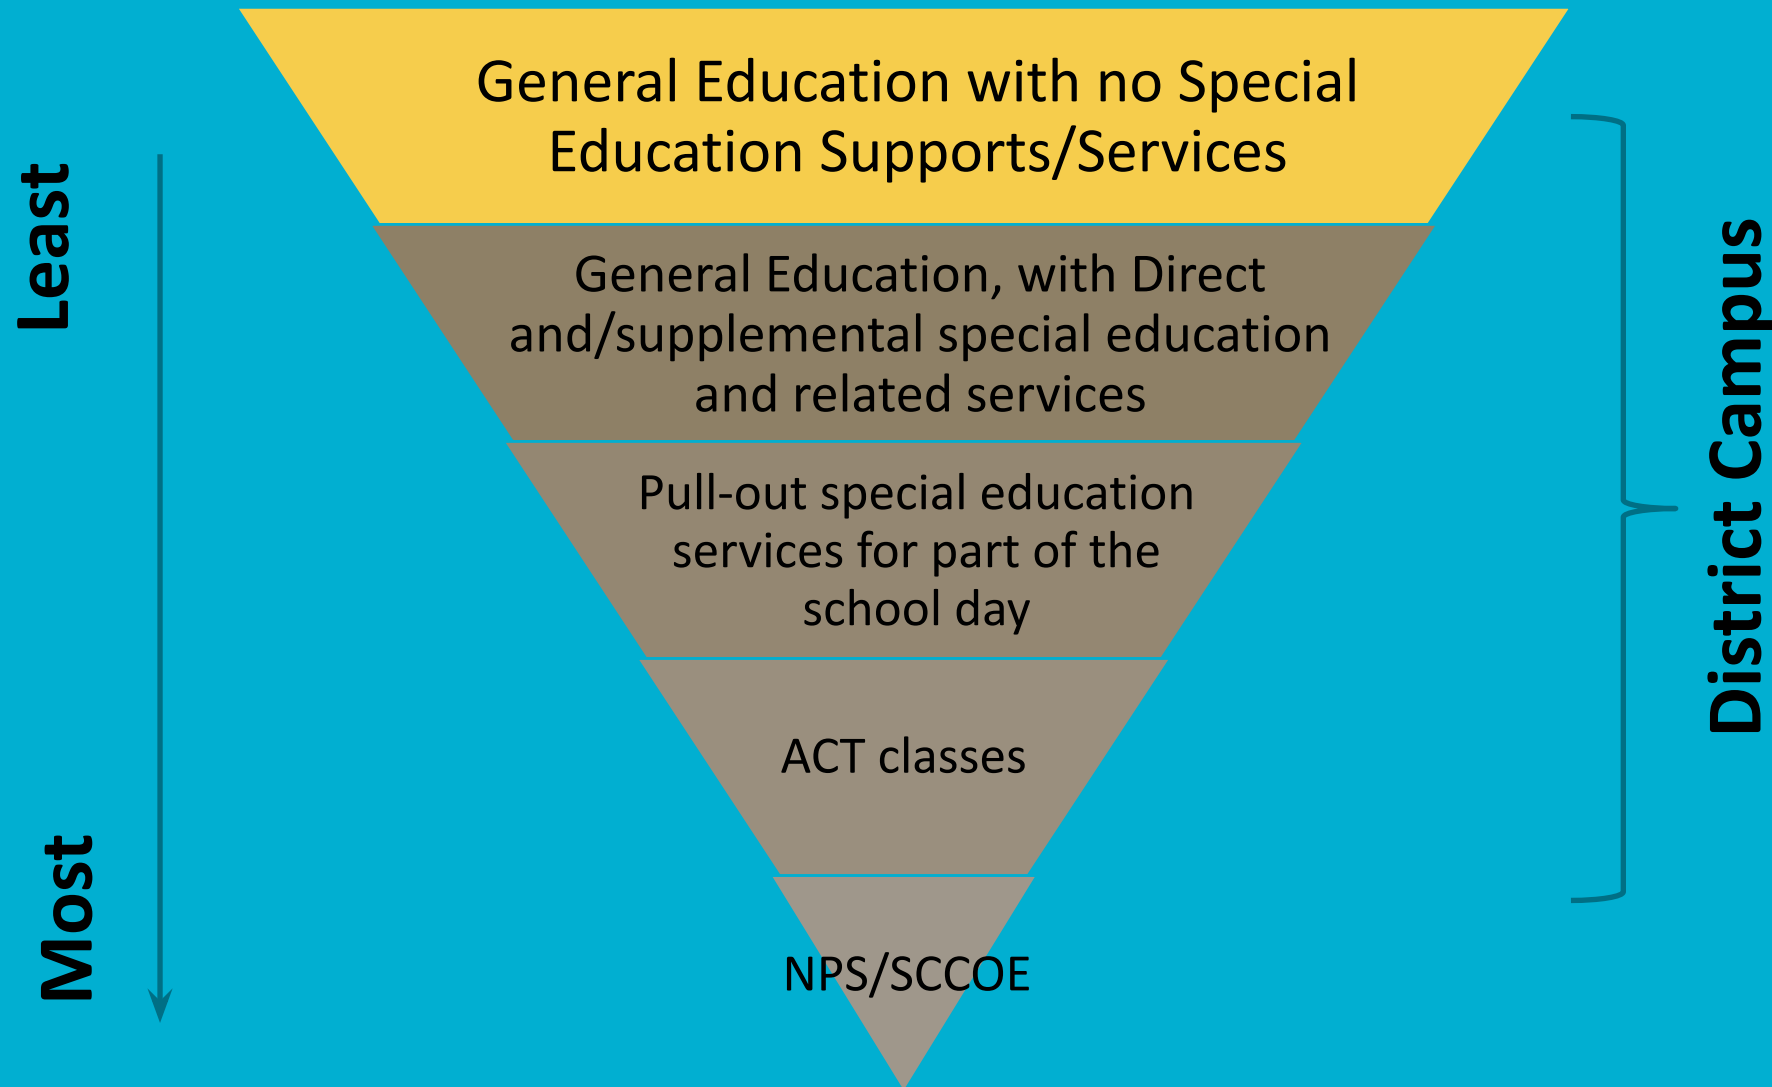 General Education with no Special
Education Supports/Services
General Education, with Direct
and/supplemental special education
and related services
Pull-out special education
services for part of the
school day
ACT classes
NPS/SCCOE
Least
Most
District Campus